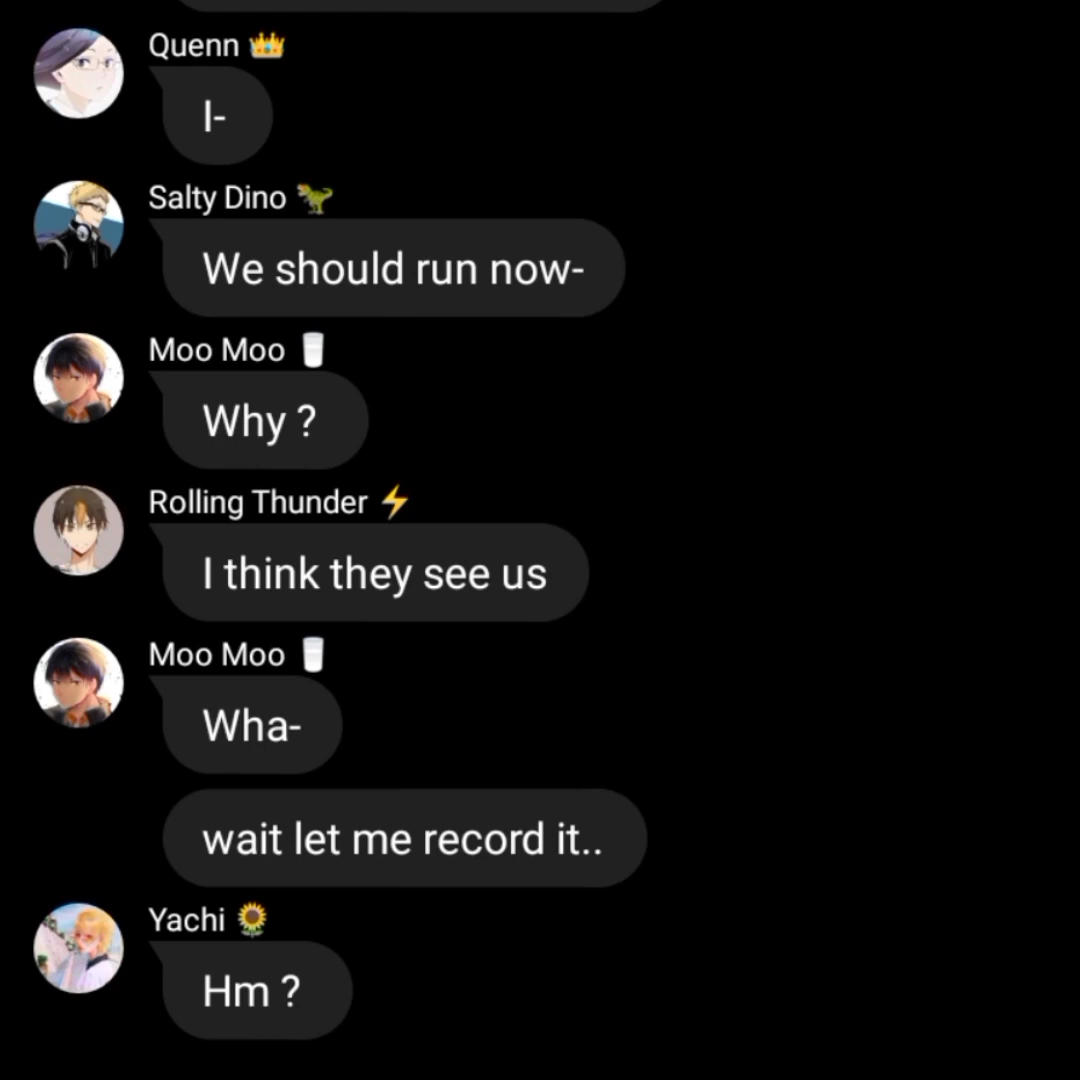 Quenn 👑
I-
Salty Dino 🦖
We should run now-
Moo Moo 🥛
Why ?
Rolling Thunder ⚡
I think they see us
Moo Moo 🥛
Wha-
wait let me record it..
Yachi 🌻
Hm ?